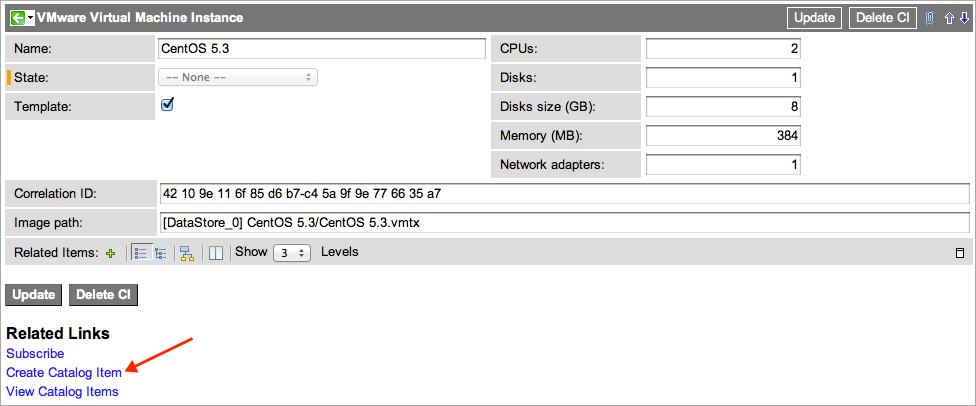 VMware Virtual Machine Instance Update Delete CI
Name: CentOS 5.3 CPUs: 2
State: -- None -- Disks: 1
Template: Disks size (GB): 8
Memory (MB): 384
Network adapters: 1
Correlation ID: 42 10 9e 11 6f 85 d6 b7-c4 5a 9f 9e 77 66 35 a7
Image path: [DataStore_0] CentOS 5.3/CentOS 5.3.vmtx
Related Items: Show 3 Levels
Update Delete CI
Related Links
Subscribe
Create Catalog Item
View Catalog Items